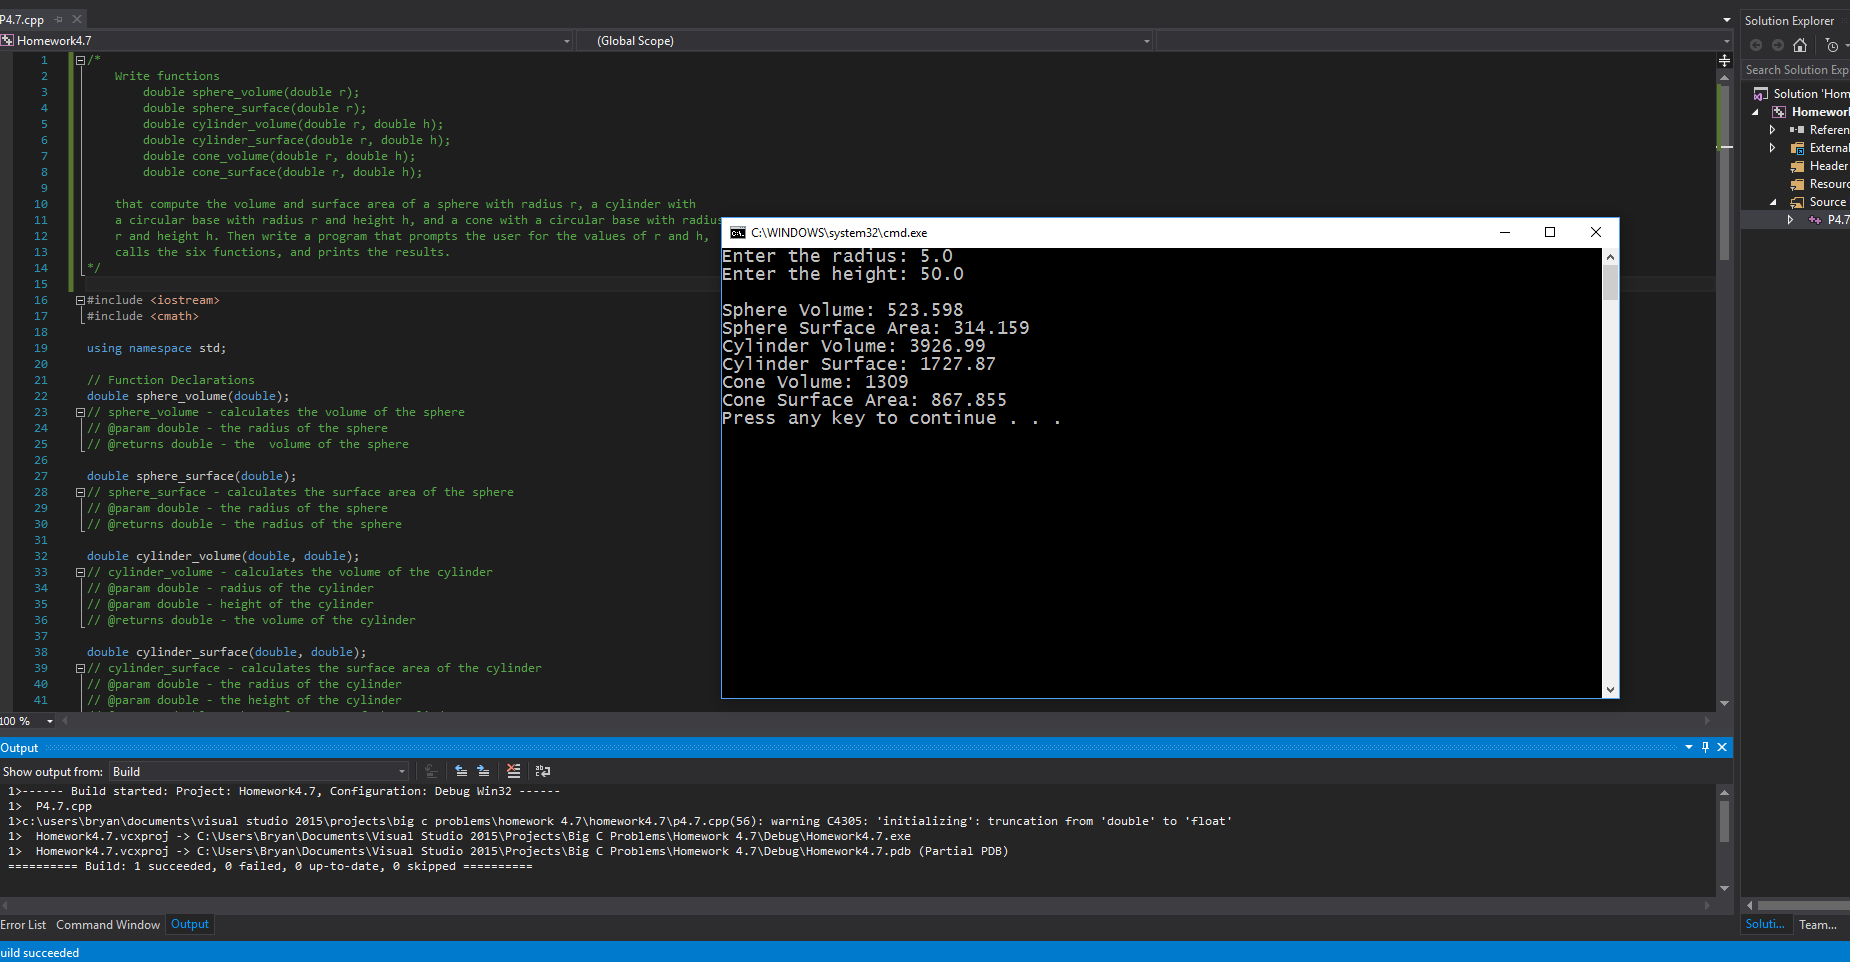 P4.7.cpp
Homework4.7 (Global Scope)
1 /*
2 Write functions
3 double sphere_volume(double r);
4 double sphere_surface(double r);
5 double cylinder_volume(double r, double h);
6 double cylinder_surface(double r, double h);
7 double cone_volume(double r, double h);
8 double cone_surface(double r, double h);
9
10 that compute the volume and surface area of a sphere with radius r, a cylinder with
11 a circular base with radius r and height h, and a cone with a circular base with radius
12 r and height h. Then write a program that prompts the user for the values of r and h,
13 calls the six functions, and prints the results.
14 */
15
16 #include <iostream>
17 #include <cmath>
18
19 using namespace std;
20
21 // Function Declarations
22 double sphere_volume(double);
23 // sphere_volume - calculates the volume of the sphere
24 // @param double - the radius of the sphere
25 // @returns double - the  volume of the sphere
26
27 double sphere_surface(double);
28 // sphere_surface - calculates the surface area of the sphere
29 // @param double - the radius of the sphere
30 // @returns double - the radius of the sphere
31
32 double cylinder_volume(double, double);
33 // cylinder_volume - calculates the volume of the cylinder
34 // @param double - radius of the cylinder
35 // @param double - height of the cylinder
36 // @returns double - the volume of the cylinder
37
38 double cylinder_surface(double, double);
39 // cylinder_surface - calculates the surface area of the cylinder
40 // @param double - the radius of the cylinder
41 // @param double - the height of the cylinder
100 %
C:\WINDOWS\system32\cmd.exe
Enter the radius: 5.0
Enter the height: 50.0
Sphere Volume: 523.598
Sphere Surface Area: 314.159
Cylinder Volume: 3926.99
Cylinder Surface: 1727.87
Cone Volume: 1309
Cone Surface Area: 867.855
Press any key to continue . . .
Solution Explorer
Search Solution Exp
Solution 'Hom
Homework
Referen
External
Header
Resourc
Source
P4.7
Output
Show output from: Build
1>------ Build started: Project: Homework4.7, Configuration: Debug Win32 ------
1>  P4.7.cpp
1>c:\users\bryan\documents\visual studio 2015\projects\big c problems\homework 4.7\homework4.7\p4.7.cpp(56): warning C4305: 'initializing': truncation from 'double' to 'float'
1>  Homework4.7.vcxproj -> C:\Users\Bryan\Documents\Visual Studio 2015\Projects\Big C Problems\Homework 4.7\Debug\Homework4.7.exe
1>  Homework4.7.vcxproj -> C:\Users\Bryan\Documents\Visual Studio 2015\Projects\Big C Problems\Homework 4.7\Debug\Homework4.7.pdb (Partial PDB)
========== Build: 1 succeeded, 0 failed, 0 up-to-date, 0 skipped ==========
Error List Command Window Output
Soluti... Team...
uild succeeded